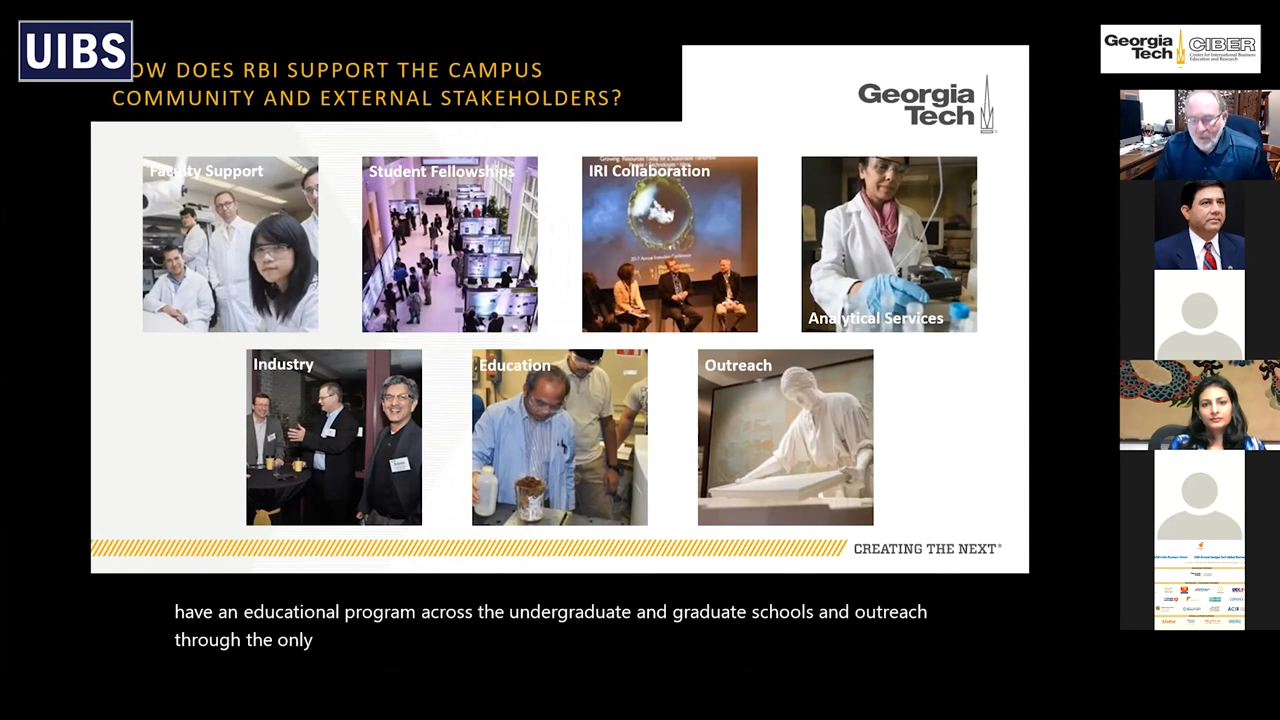 UIBS
OW DOES RBI SUPPORT THE CAMPUS
COMMUNITY AND EXTERNAL STAKEHOLDERS?
Georgia
Tech
Georgia
Tech
CIBER
Center for International Business
Education and Research
Faculty Support
Student Fellowships
IRI Collaboration
Analytical Services
Industry
Education
Outreach
CREATING THE NEXT®
have an educational program across the undergraduate and graduate schools and outreach
through the only